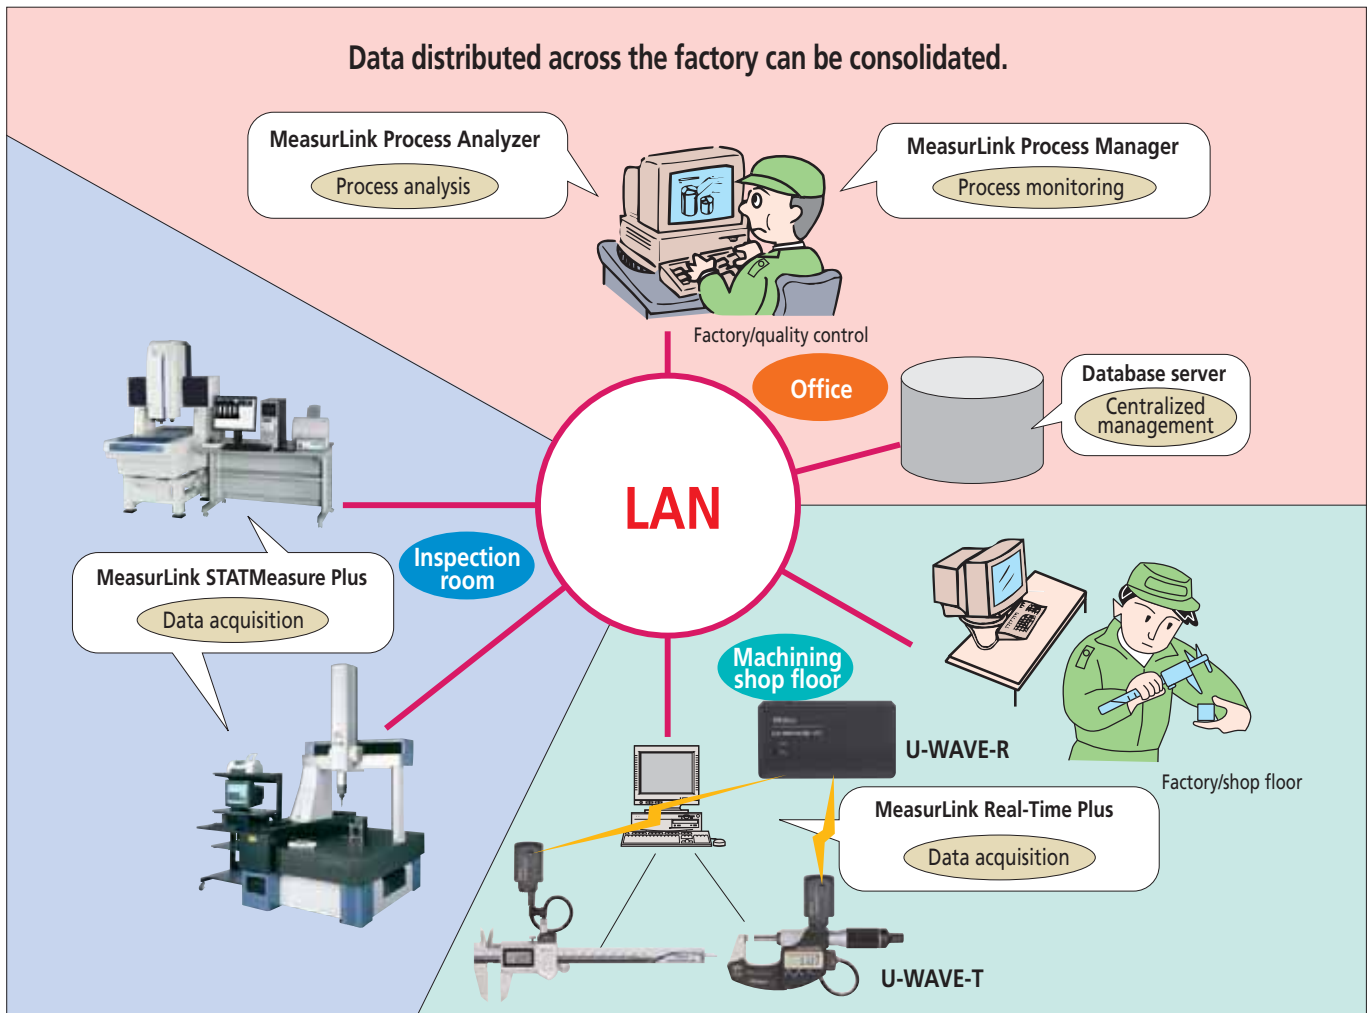 Data distributed across the factory can be consolidated.
MeasurLink Process Analyzer
Process analysis
MeasurLink Process Manager
Process monitoring
Factory/quality control
Office
Database server
Centralized
management
LAN
Inspection
room
MeasurLink STATMeasure Plus
Data acquisition
Machining
shop floor
U-WAVE-R
Factory/shop floor
MeasurLink Real-Time Plus
Data acquisition
U-WAVE-T